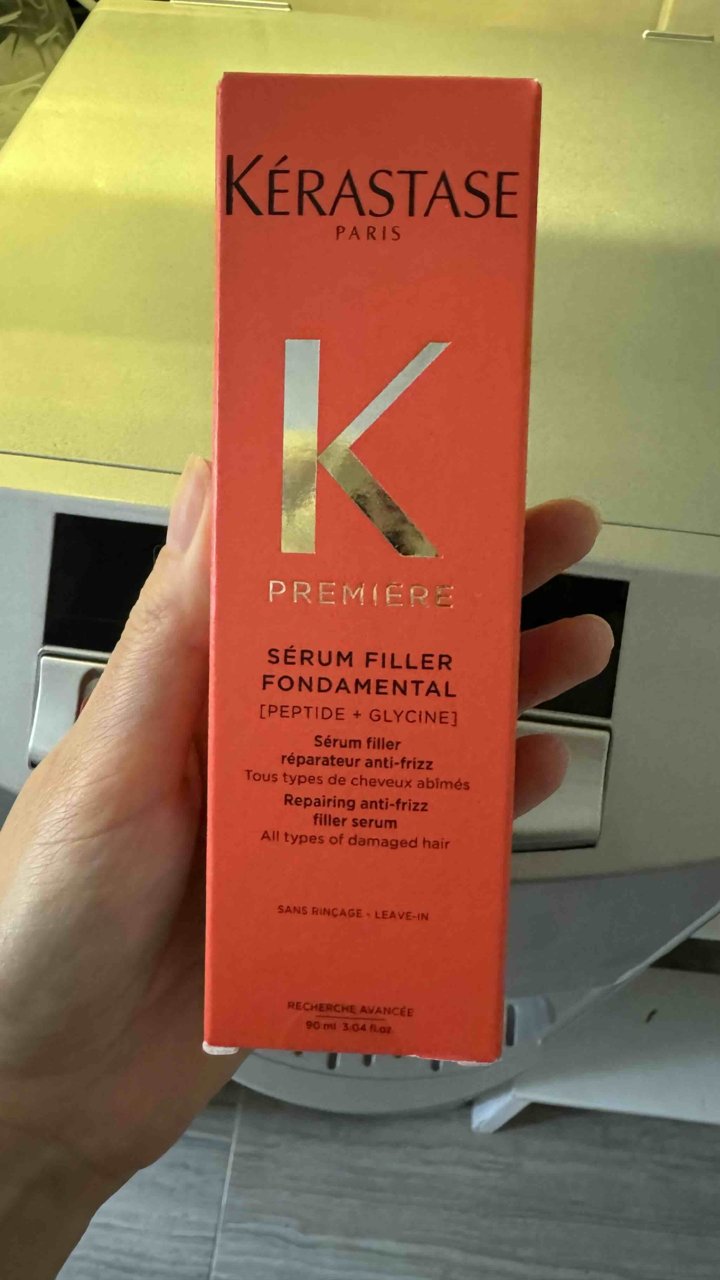 KÉRASTASE
PARIS
K
PREMIÈRE
SÉRUM FILLER
FONDAMENTAL
[PEPTIDE + GLYCINE]
Sérum filler
réparateur anti-frizz
Tous types de cheveux abîmés
Repairing anti-frizz
filler serum
All types of damaged hair
SANS RINÇAGE - LEAVE-IN
RECHERCHE AVANCÉE
90 ml 3.04 fl.oz.